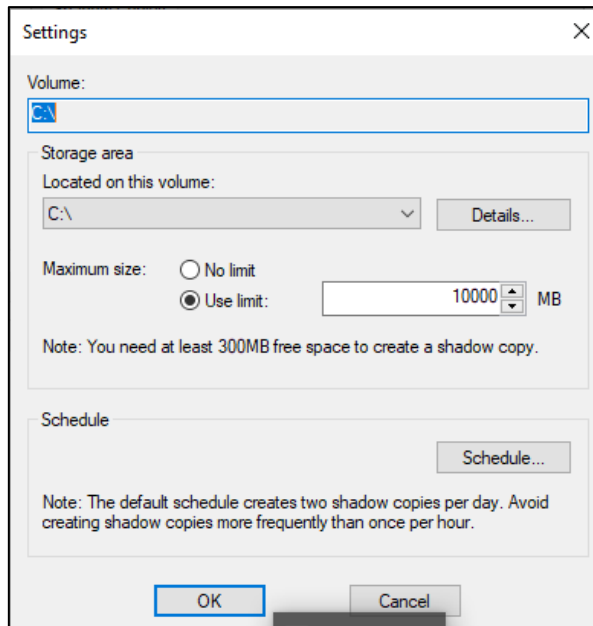 Settings
Volume:
C:\
Storage area
Located on this volume:
C:\
Details...
Maximum size:
No limit
Use limit:
10000
MB
Note: You need at least 300MB free space to create a shadow copy.
Schedule
Schedule...
Note: The default schedule creates two shadow copies per day. Avoid
creating shadow copies more frequently than once per hour.
OK
Cancel